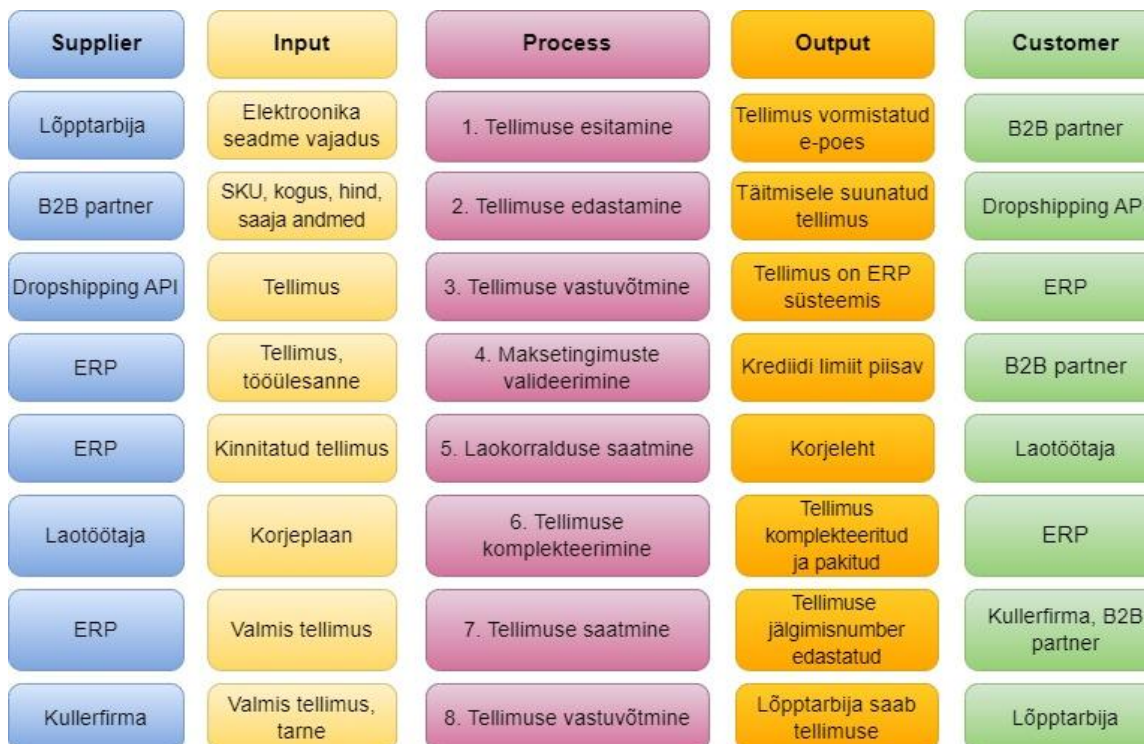 Supplier
Input
Process
Output
Customer
Lõpptarbija
Elektroonika
seadme vajadus
1. Tellimuse esitamine
Tellimus vormistatud
e-poes
B2B partner
B2B partner
SKU, kogus, hind,
saaja andmed
2. Tellimuse edastamine
Täitmisele suunatud
tellimus
Dropshipping AP
Dropshipping API
Tellimus
3. Tellimuse vastuvõtmine
Tellimus on ERP
süsteemis
ERP
ERP
Tellimus,
tööülesanne
4. Maksetingimuste
valideerimine
Krediidi limiit piisav
B2B partner
ERP
Kinnitatud tellimus
5. Laokorralduse saatmine
Korjeleht
Laotöötaja
Laotöötaja
Korjeplaan
6. Tellimuse
komplekteerimine
Tellimus
komplekteeritud
ja pakitud
ERP
ERP
Valmis tellimus
7. Tellimuse saatmine
Tellimuse
jälgimisnumber
edastatud
Kullerfirma, B2B
partner
Kullerfirma
Valmis tellimus,
tarne
8. Tellimuse vastuvõtmine
Lõpptarbija saab
tellimuse
Lõpptarbija